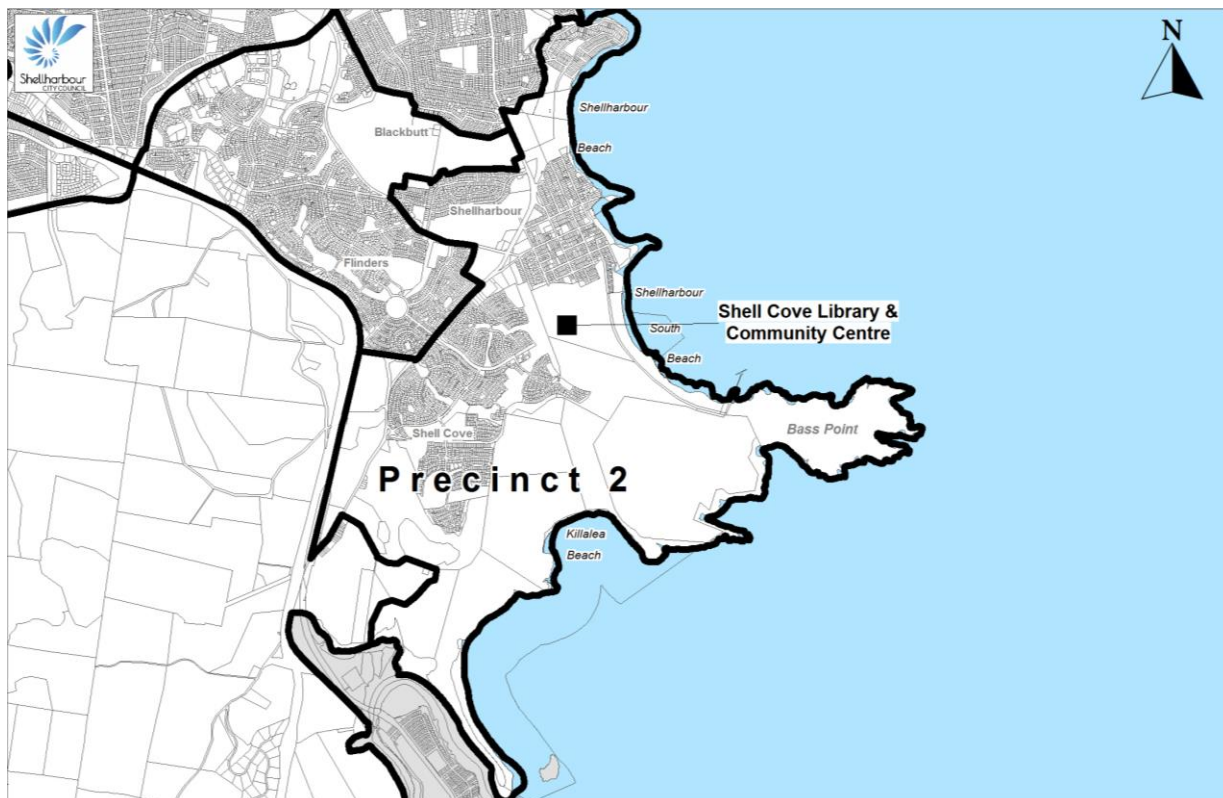 Shellharbour
CITY COUNCIL
N
Shellharbour
Beach
Blackbutt
Shellharbour
Flinders
Shellharbour
South
Beach
Shell Cove Library &
Community Centre
Bass Point
Shell Cove
Precinct 2
Killalea
Beach